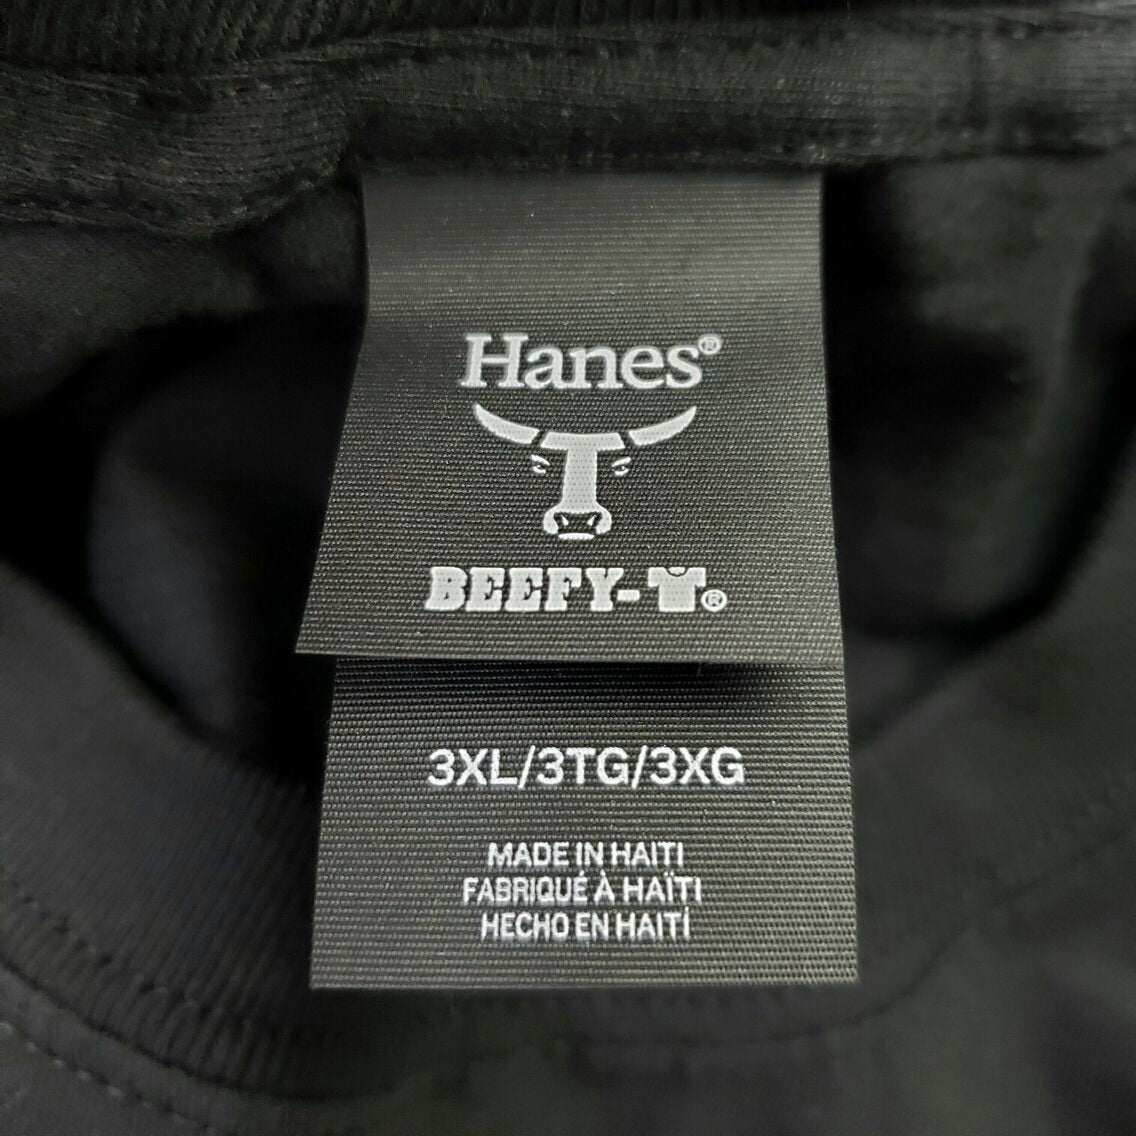 Hanes®
BEEFY-T®
3XL/3TG/3XG
MADE IN HAITI
FABRIQUÉ À HAÏTI
HECHO EN HAITÍ